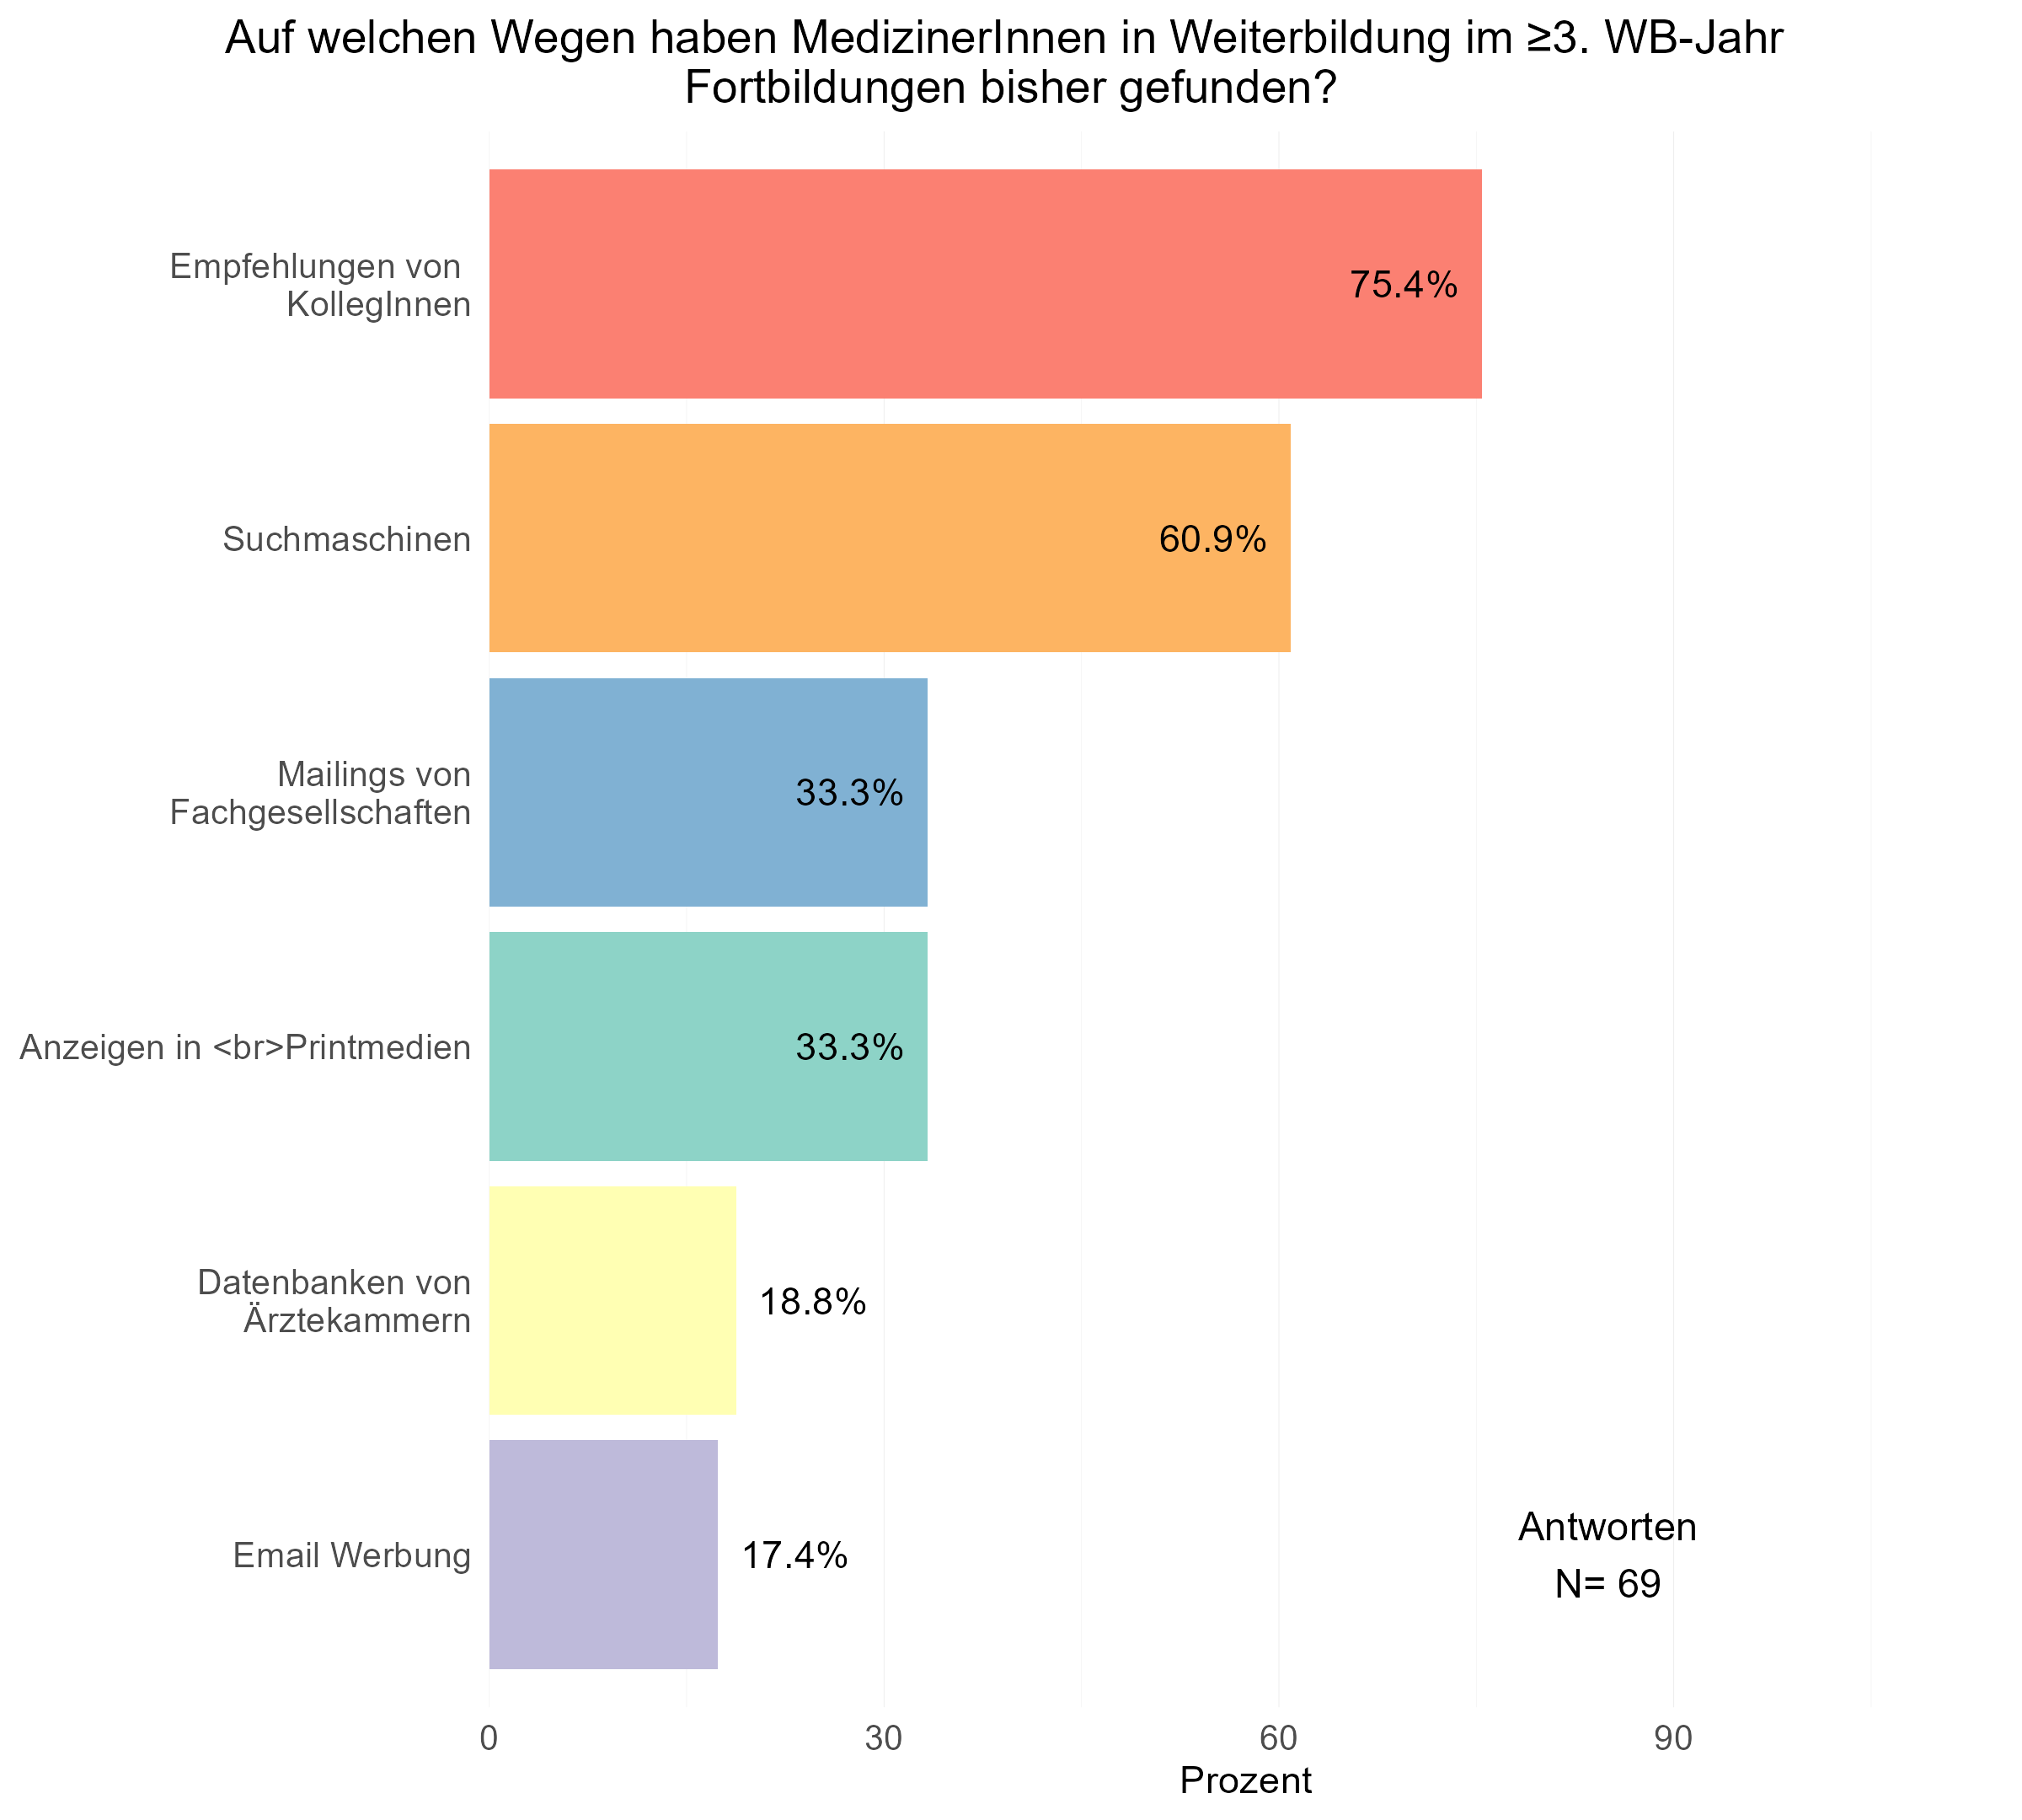 Auf welchen Wegen haben MedizinerInnen in Weiterbildung im ≥3. WB-Jahr
Fortbildungen bisher gefunden?
Empfehlungen von
KollegInnen
75.4%
Suchmaschinen
60.9%
Mailings von
Fachgesellschaften
33.3%
Anzeigen in <br>Printmedien
33.3%
Datenbanken von
Ärztekammern
18.8%
Email Werbung
17.4%
Antworten
N= 69
0
30
60
90
Prozent